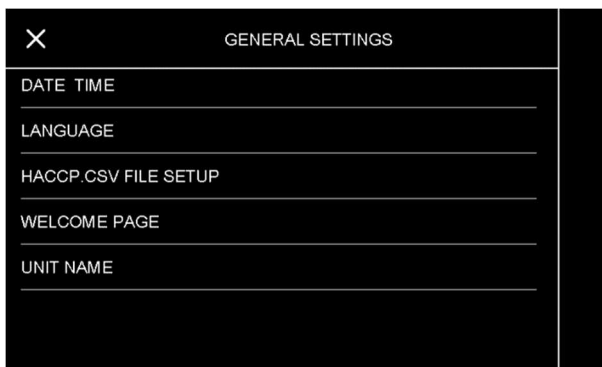 GENERAL SETTINGS
DATE TIME
LANGUAGE
HACCP.CSV FILE SETUP
WELCOME PAGE
UNIT NAME